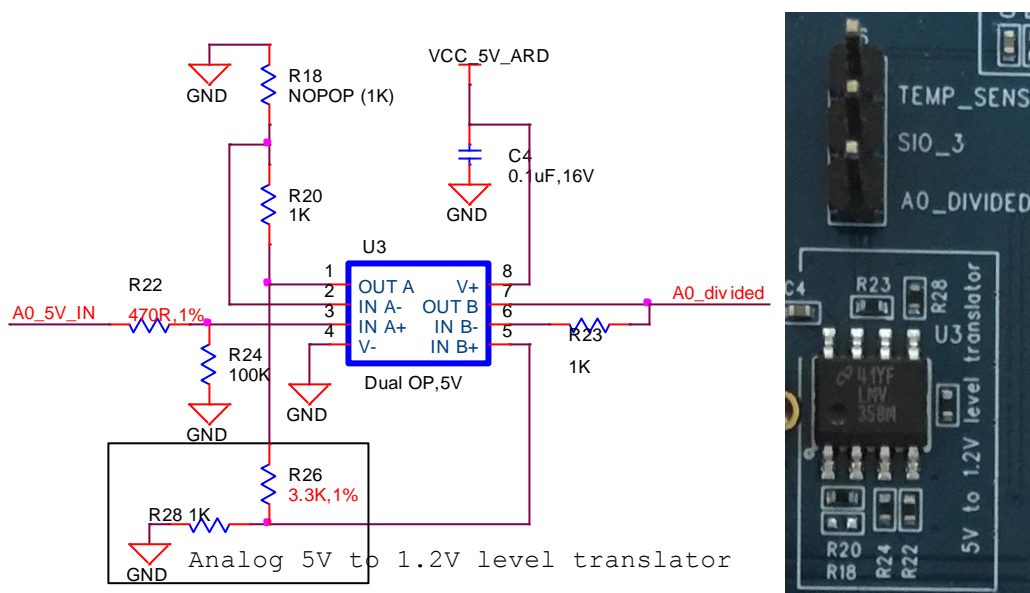 R18
NOPOP (1K)
GND
VCC_5V_ARD
C4
0.1uF,16V
GND
R20
1K
U3
1
2
3
4
OUT A
IN A-
IN A+
V-
V+
OUT B
IN B-
IN B+
8
7
6
5
Dual OP,5V
A0_5V_IN
R22
470R,1%
R24
100K
GND
GND
A0_divided
R23
1K
R26
3.3K,1%
R28 1K
GND
Analog 5V to 1.2V level translator
TEMP_SENS
SIO_3
A0_DIVIDED
C4
R23
R28
U3
41YF
LMV
358M
5V to 1.2V level translator
R20
R18
R24
R22